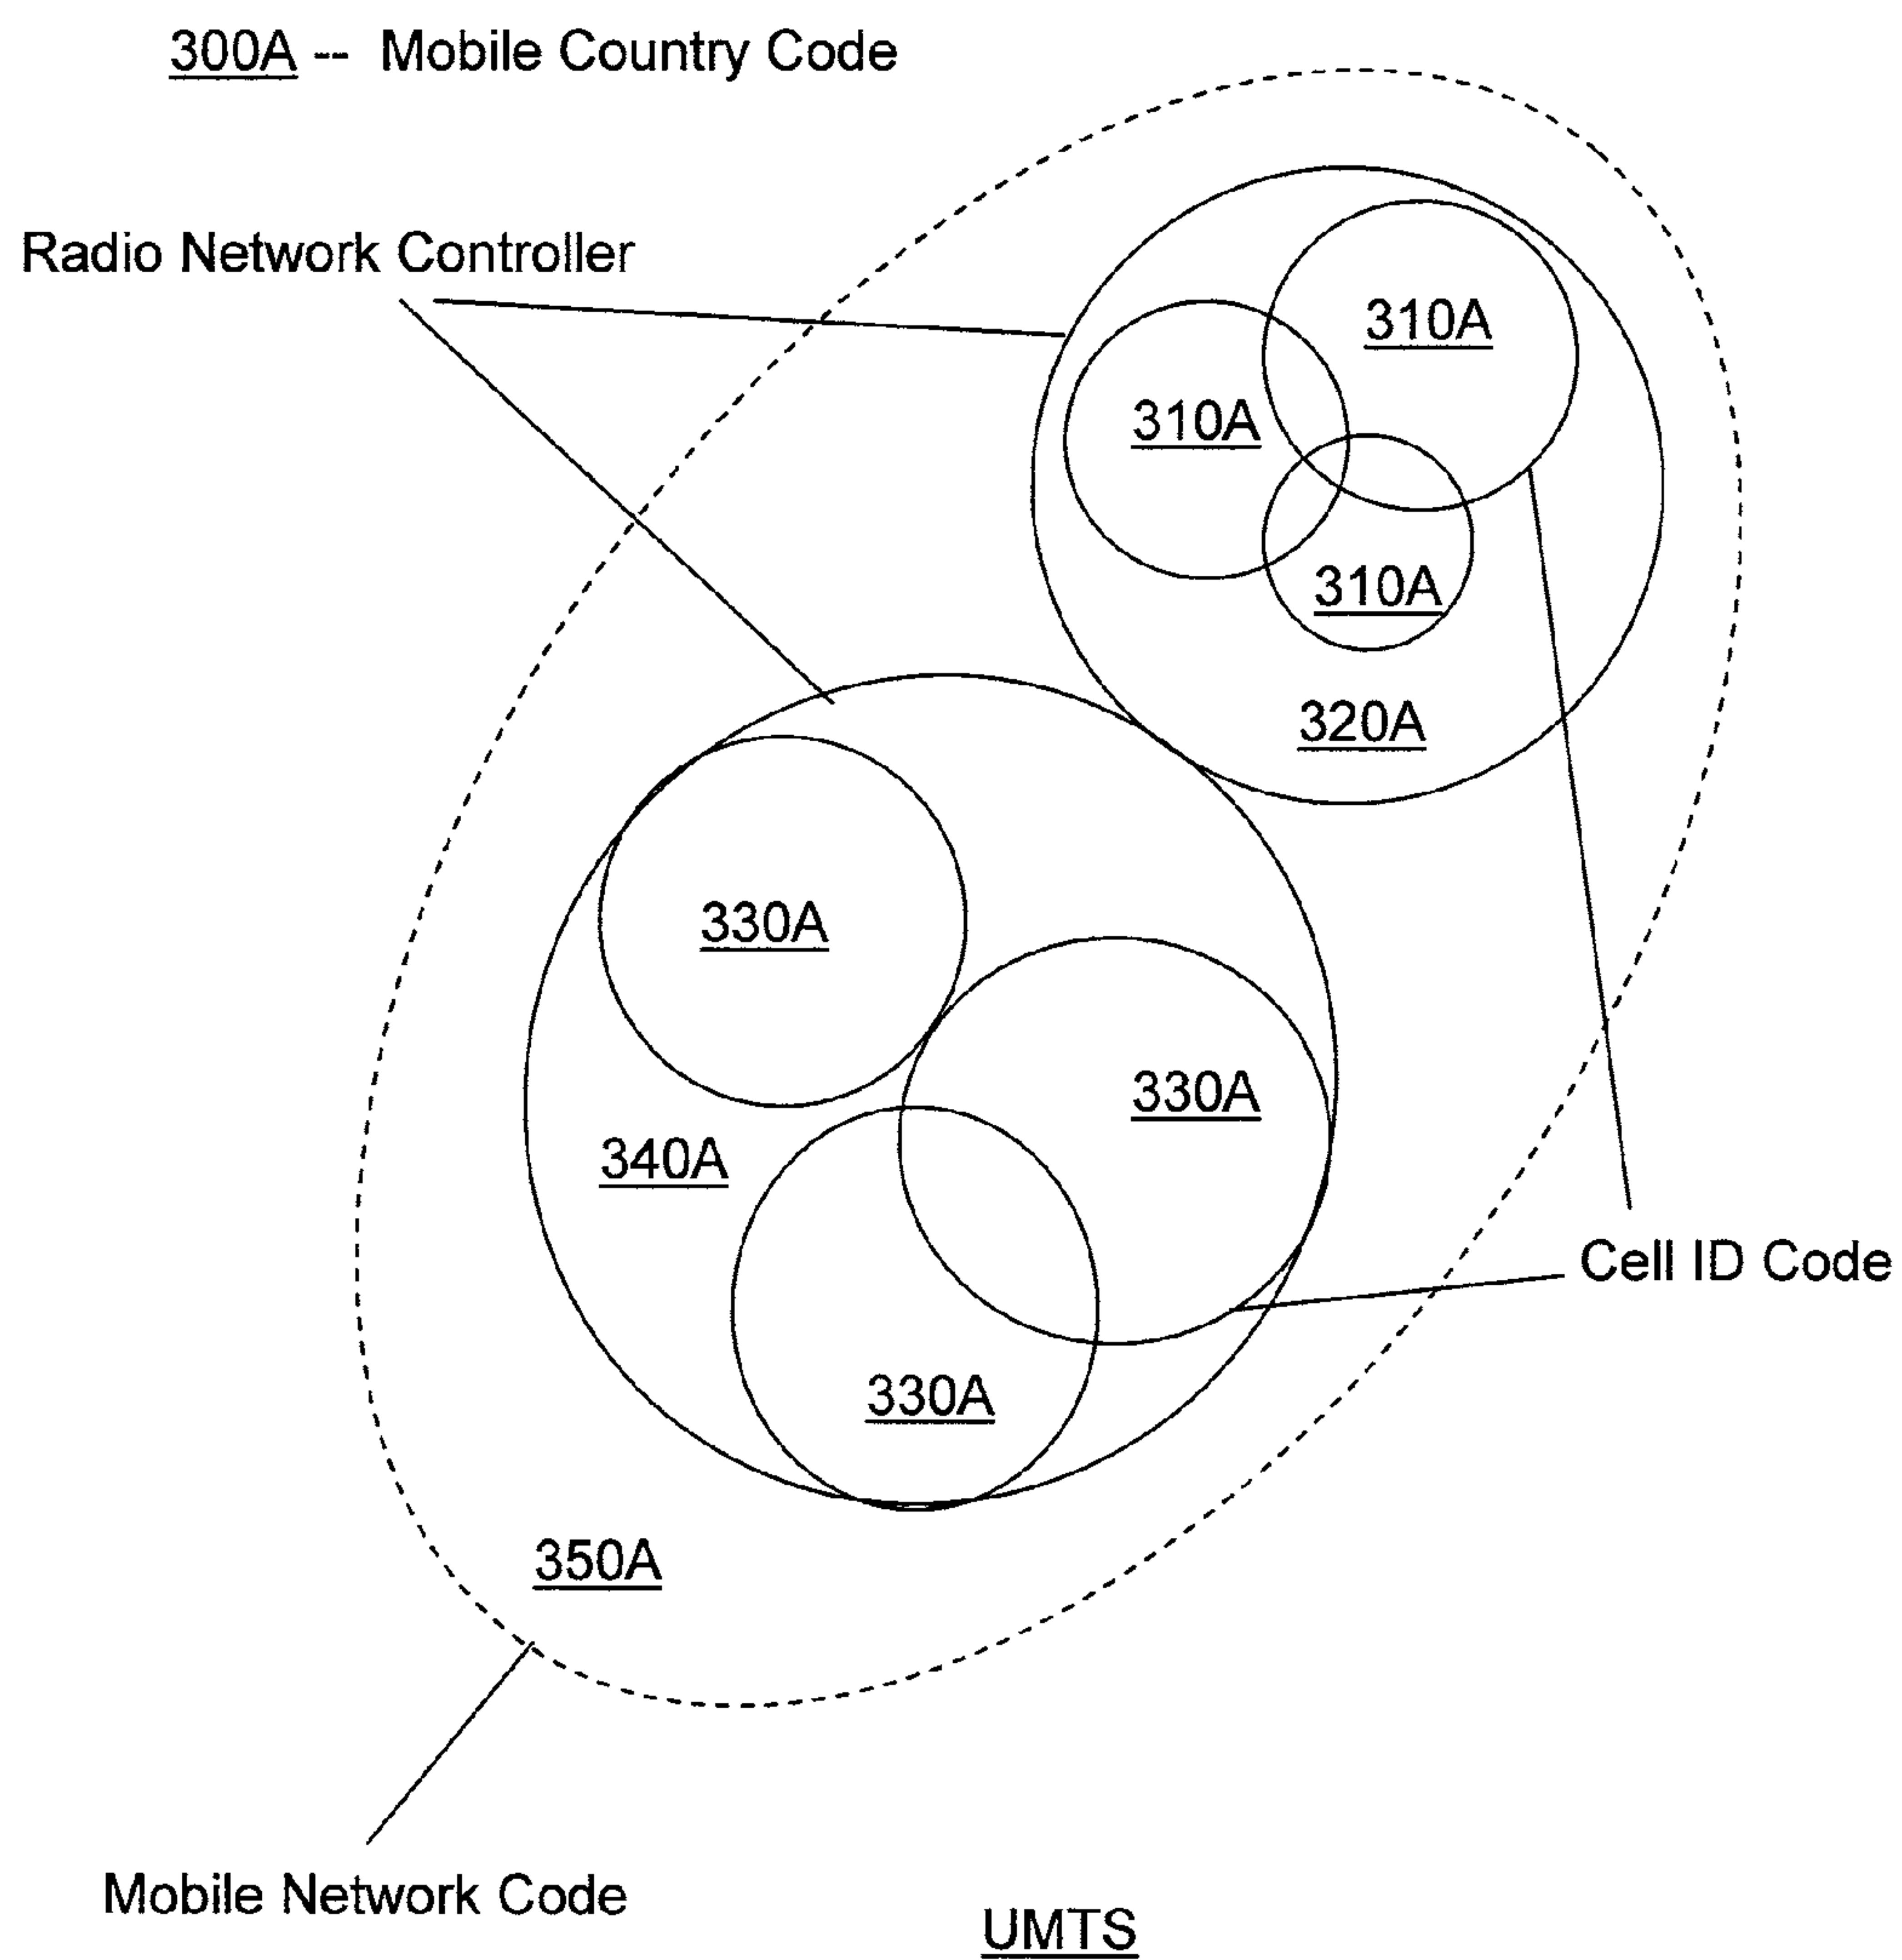 300A -- Mobile Country Code
Radio Network Controller
310A
310A
310A
320A
330A
330A
340A
Cell ID Code
330A
350A
Mobile Network Code
UMTS